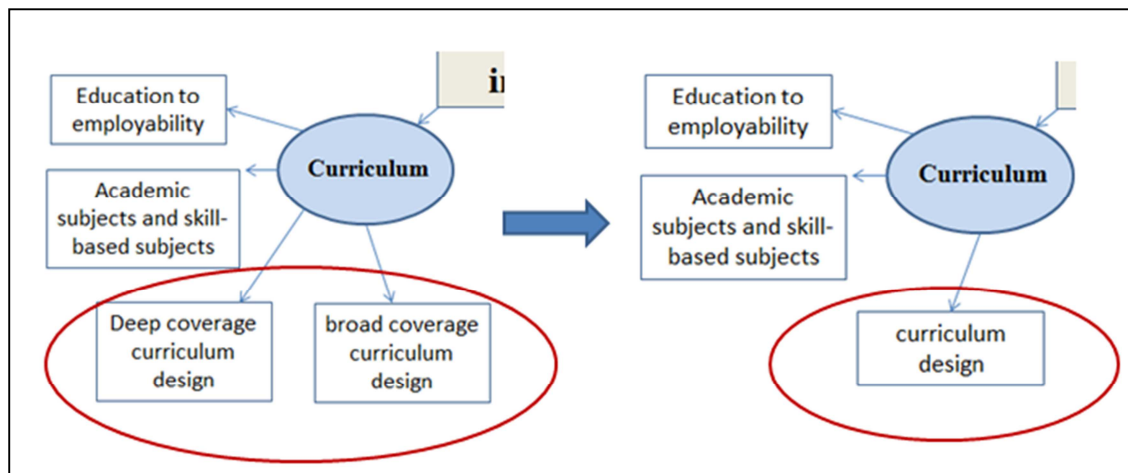 Education to
employability
Curriculum
Academic
subjects and skill-
based subjects
Deep coverage
curriculum
design
broad coverage
curriculum
design
Education to
employability
Curriculum
Academic
subjects and skill-
based subjects
curriculum
design